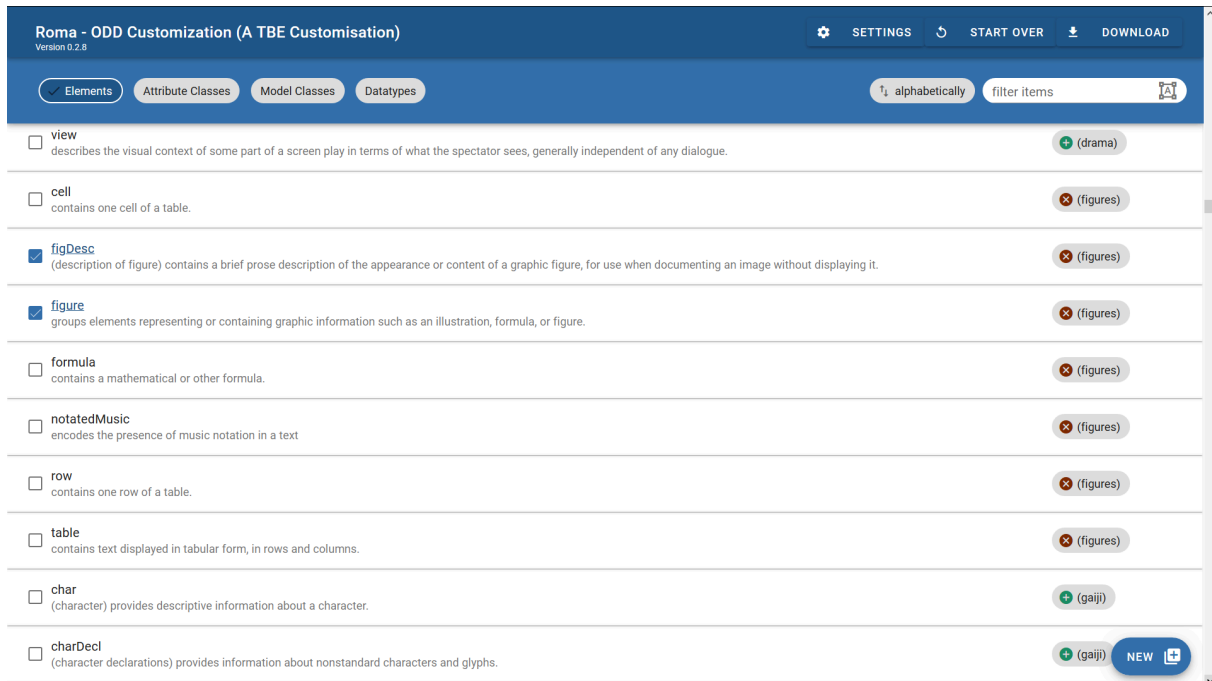 Roma - ODD Customization (A TBE Customisation)
Version 0.2.8
SETTINGS
START OVER
DOWNLOAD
Elements
Attribute Classes
Model Classes
Datatypes
alphabetically
filter items
view
describes the visual context of some part of a screen play in terms of what the spectator sees, generally independent of any dialogue.
(drama)
cell
contains one cell of a table.
(figures)
figDesc
(description of figure) contains a brief prose description of the appearance or content of a graphic figure, for use when documenting an image without displaying it.
(figures)
figure
groups elements representing or containing graphic information such as an illustration, formula, or figure.
(figures)
formula
contains a mathematical or other formula.
(figures)
notatedMusic
encodes the presence of music notation in a text
(figures)
row
contains one row of a table.
(figures)
table
contains text displayed in tabular form, in rows and columns.
(figures)
char
(character) provides descriptive information about a character.
(gaiji)
charDecl
(character declarations) provides information about nonstandard characters and glyphs.
(gaiji)
NEW